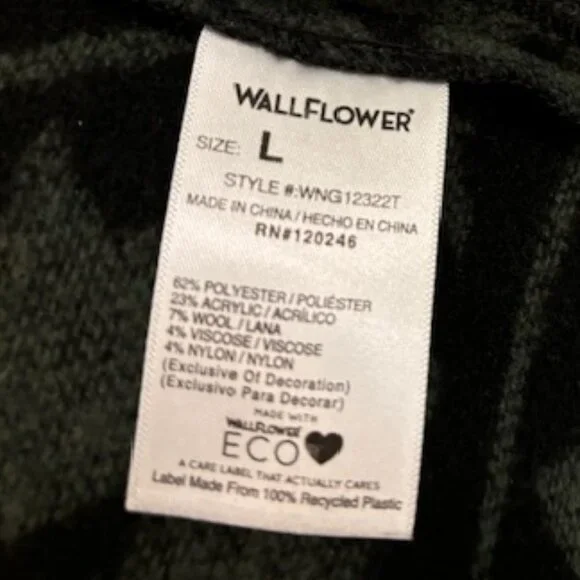 WALLFLOWER
SIZE: L
STYLE #:WNG12322T
MADE IN CHINA / HECHO EN CHINA
RN#120246
62% POLYESTER / POLIÉSTER
23% ACRYLIC / ACRÍLICO
7% WOOL / LANA
4% VISCOISE / VISCOSE
4% NYLON / NYLON
(Exclusive Of Decoration)
(Exclusivo Para Decorar)
MADE WITH
WALLFLOWER
ECO
A CARE LABEL THAT ACTUALLY CARES
Label Made From 100% Recycled Plastic